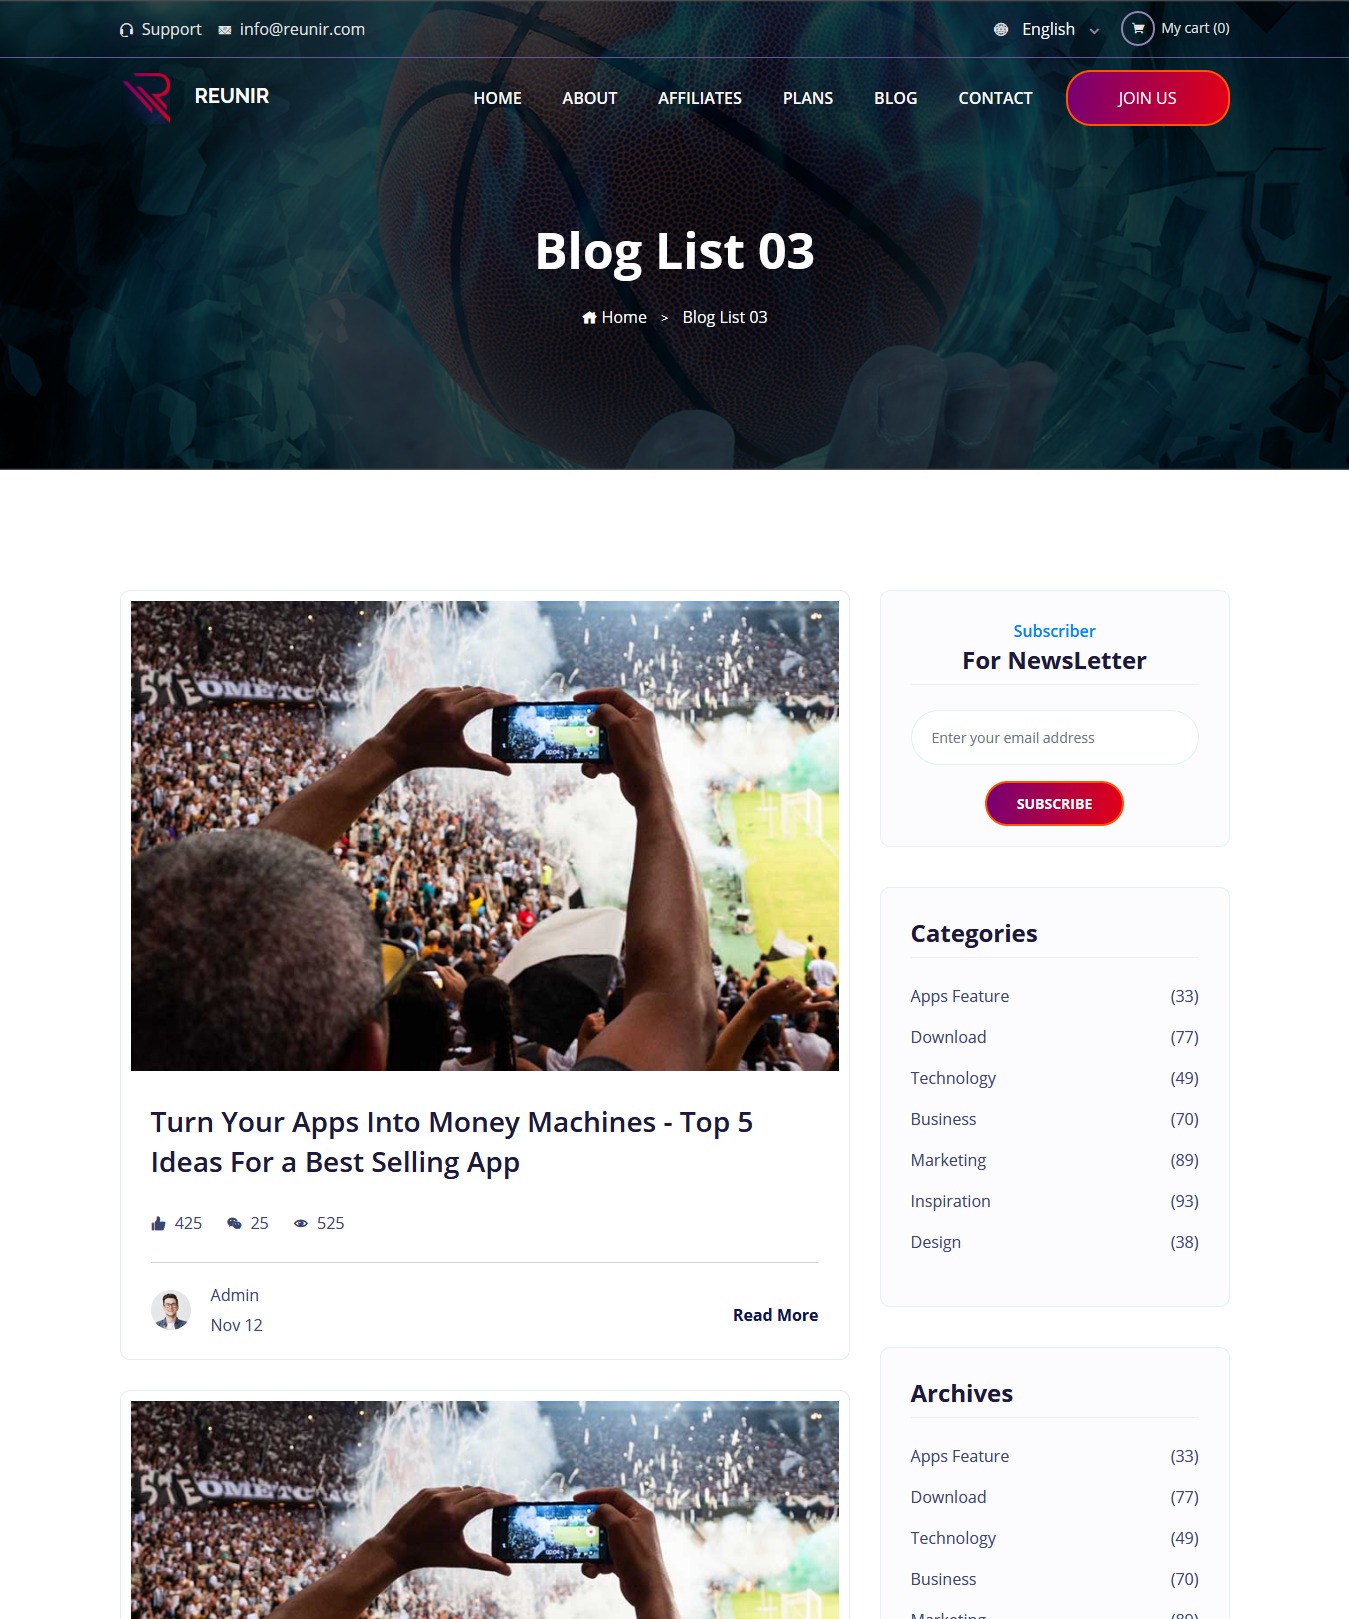 Support info@reunir.com English My cart (0)
REUNIR HOME ABOUT AFFILIATES PLANS BLOG CONTACT JOIN US
Blog List 03
Home > Blog List 03
Subscriber
For NewsLetter
Enter your email address
SUBSCRIBE
Turn Your Apps Into Money Machines - Top 5
Ideas For a Best Selling App
425 25 525
Admin
Nov 12
Read More
Categories
Apps Feature (33)
Download (77)
Technology (49)
Business (70)
Marketing (89)
Inspiration (93)
Design (38)
Archives
Apps Feature (33)
Download (77)
Technology (49)
Business (70)